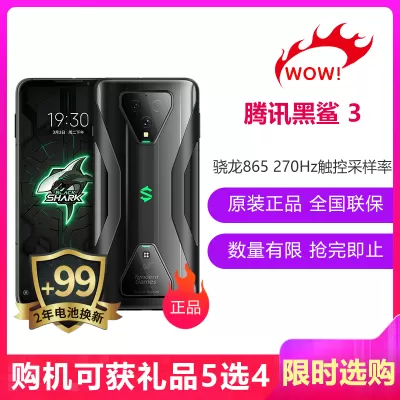 WOW!
腾讯黑鲨 3
骁龙865 270Hz触控采样率
原装正品 全国联保
数量有限 抢完即止
19:30
BLACK
SHARK
+99
2年电池换新
正品
购机可获礼品5选4
限时选购